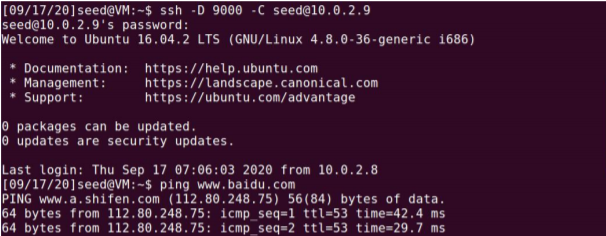 [09/17/20]seed@VM:~$ ssh -D 9000 -C seed@10.0.2.9
seed@10.0.2.9's password:
Welcome to Ubuntu 16.04.2 LTS (GNU/Linux 4.8.0-36-generic i686)
* Documentation:  https://help.ubuntu.com
* Management:     https://landscape.canonical.com
* Support:        https://ubuntu.com/advantage
0 packages can be updated.
0 updates are security updates.
Last login: Thu Sep 17 07:06:03 2020 from 10.0.2.8
[09/17/20]seed@VM:~$ ping www.baidu.com
PING www.a.shifen.com (112.80.248.75) 56(84) bytes of data.
64 bytes from 112.80.248.75: icmp_seq=1 ttl=53 time=42.4 ms
64 bytes from 112.80.248.75: icmp_seq=2 ttl=53 time=29.7 ms